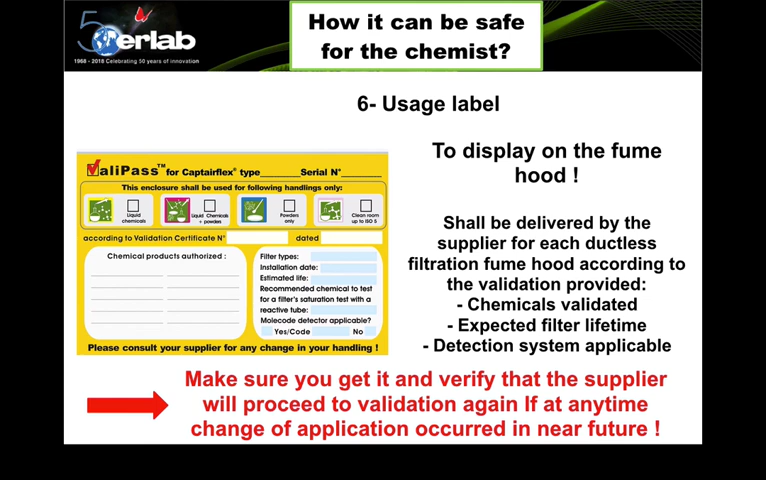 50 erlab
1968 - 2018 Celebrating 50 years of innovation
How it can be safe
for the chemist?
6- Usage label
ValiPass™ for Captairflex® type________Serial N°________
This enclosure shall be used for following handlings only:
Liquid chemicals
Liquid Chemicals + powders
Powders only
Clean room up to ISO 5
according to Validation Certificate N° dated
Chemical products authorized :
Filter types:
Installation date:
Estimated life:
Recommended chemical to test
for a filter's saturation test with a
reactive tube:
Molecode detector applicable?
Yes/Code No
Please consult your supplier for any change in your handling !
To display on the fume
hood !
Shall be delivered by the
supplier for each ductless
filtration fume hood according to
the validation provided:
- Chemicals validated
- Expected filter lifetime
- Detection system applicable
Make sure you get it and verify that the supplier
will proceed to validation again If at anytime
change of application occurred in near future !